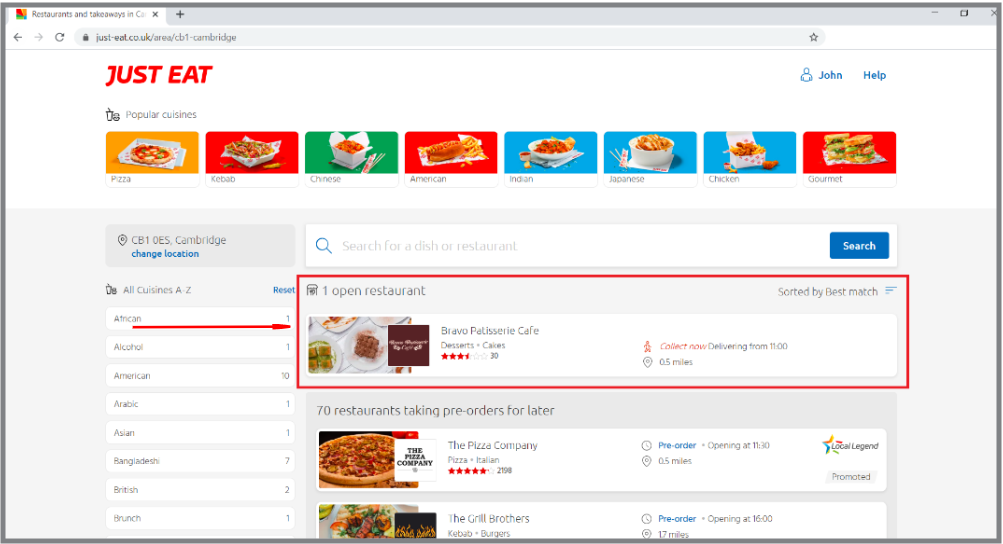 Restaurants and takeaways in Ca
just-eat.co.uk/area/cb1-cambridge
JUST EAT
John Help
Popular cuisines
Pizza Kebab Chinese American Indian Japanese Chicken Gourmet
CB1 0ES, Cambridge
change location
Search for a dish or restaurant Search
All Cuisines A-Z Reset
1 open restaurant Sorted by Best match
African 1
Alcohol 1
American 10
Arabic 1
Asian 1
Bangladeshi 7
British 2
Brunch 1
Bravo Patisserie Cafe
Desserts • Cakes
30
Collect now Delivering from 11:00
0.5 miles
70 restaurants taking pre-orders for later
THE
PIZZA
COMPANY
The Pizza Company
Pizza • Italian
2198
Pre-order • Opening at 11:30
0.5 miles
Local Legend
Promoted
The Grill Brothers
Kebab • Burgers
Pre-order • Opening at 16:00
1.7 miles